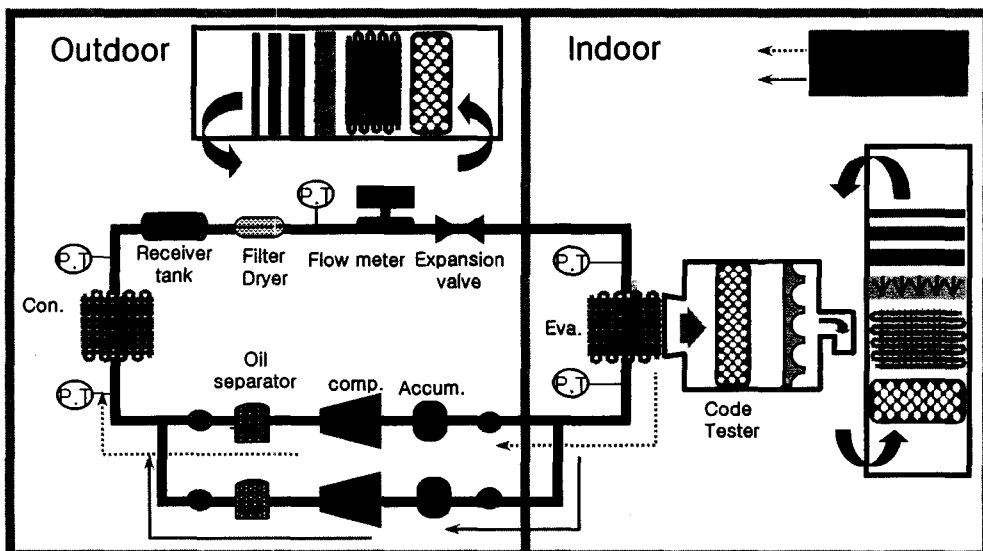 Outdoor
Indoor
P.T
Receiver
tank
Filter
Dryer
Flow meter
Expansion
valve
P.T
P.T
Con.
Eva.
P.T
P.T
Oil
separator
comp.
Accum.
Code
Tester